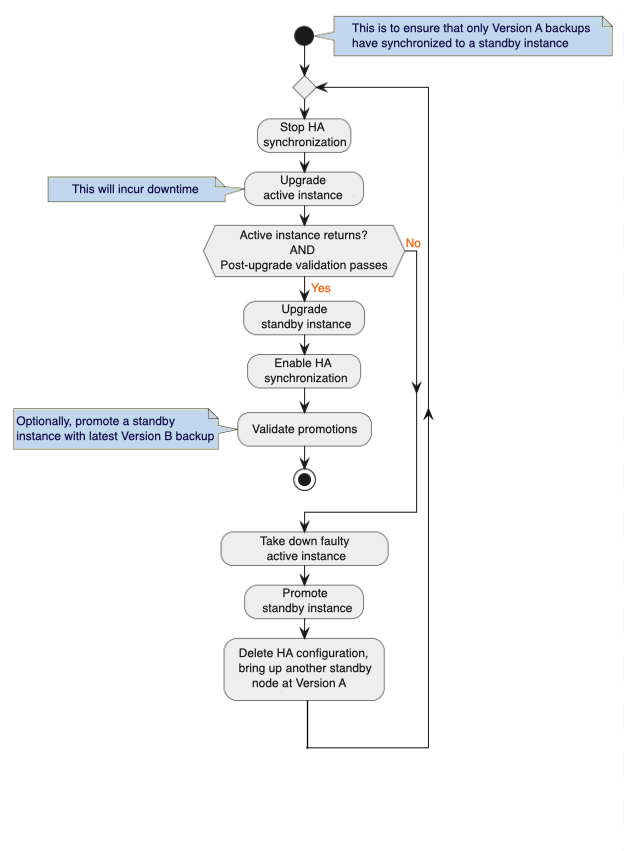 This is to ensure that only Version A backups
have synchronized to a standby instance
Stop HA
synchronization
This will incur downtime
Upgrade
active instance
Active instance returns?
AND
Post-upgrade validation passes
No
Yes
Upgrade
standby instance
Enable HA
synchronization
Optionally, promote a standby
instance with latest Version B backup
Validate promotions
Take down faulty
active instance
Promote
standby instance
Delete HA configuration,
bring up another standby
node at Version A